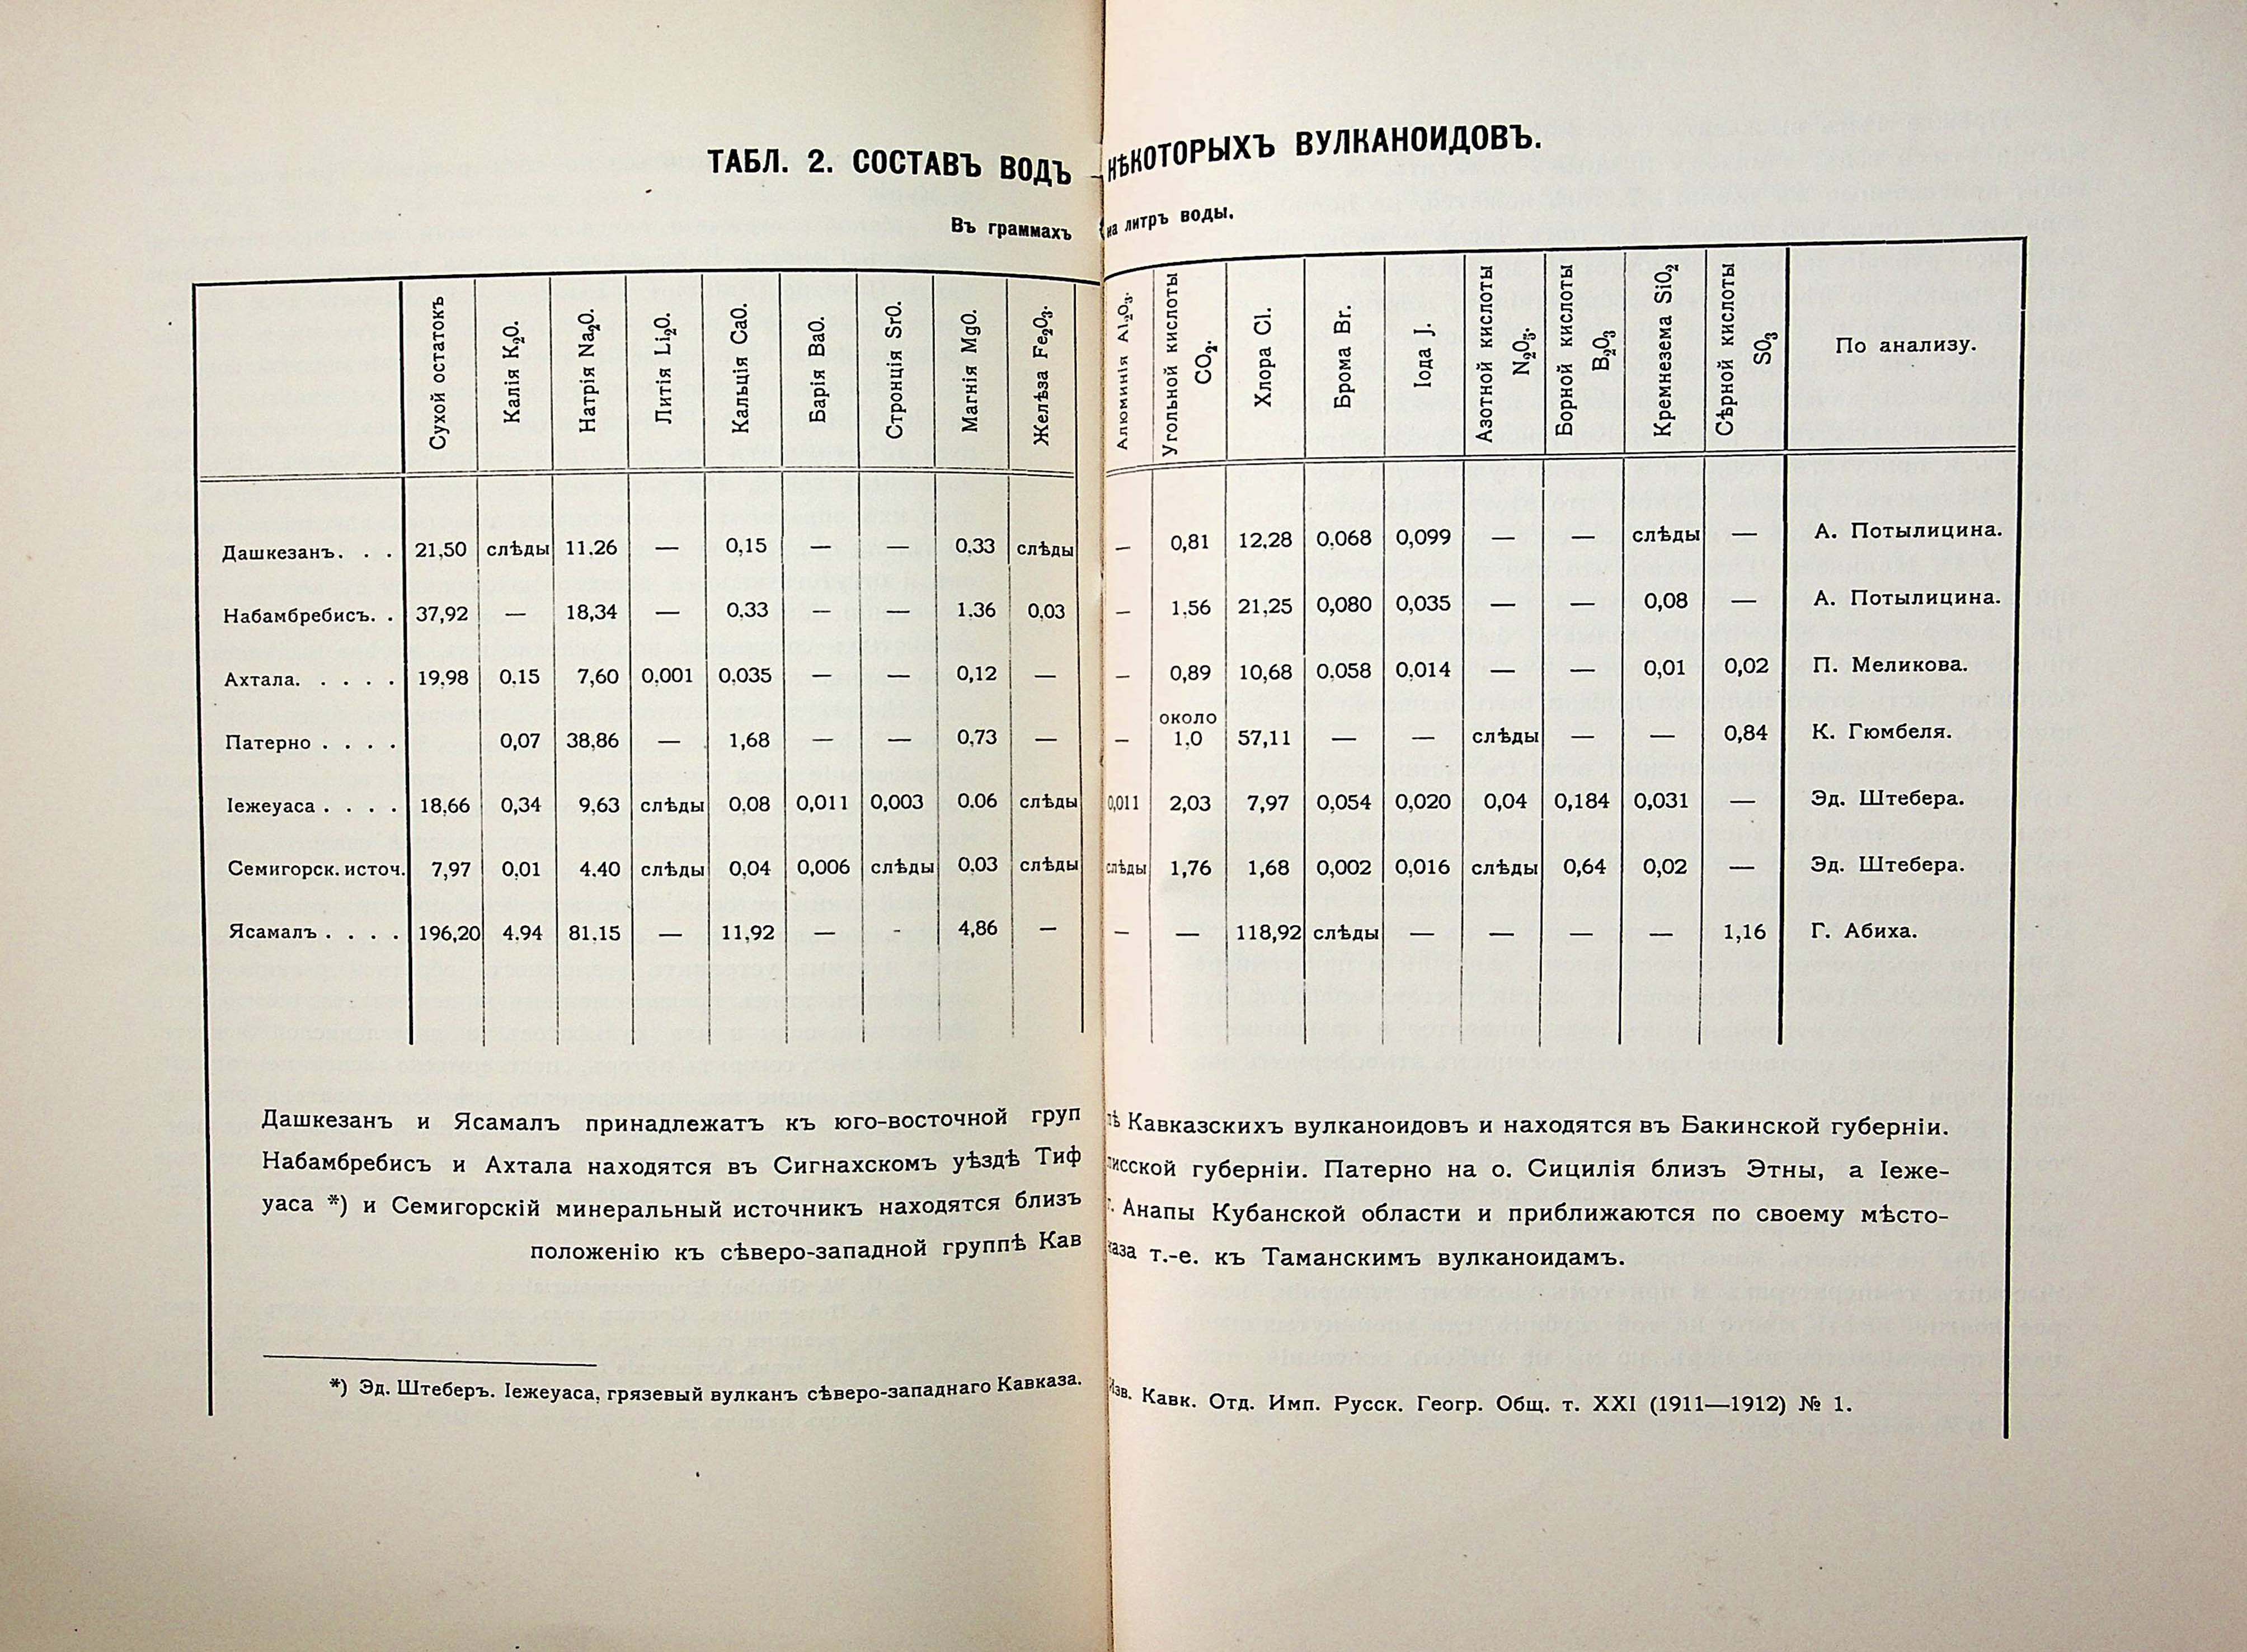 ТАБЛ. 2. СОСТАВЪ ВОДЪ НѢКОТОРЫХЪ ВУЛКАНОИДОВЪ.
Въ граммахъ на литръ воды.
Сухой остатокъ Калія K₂O. Натрія Na₂O. Литія Li₂O. Кальція CaO. Барія BaO. Стронція SrO. Магнія MgO. Желѣза Fe₂O₃. Алюминія Al₂O₃. Угольной кислоты CO₂. Хлора Cl. Брома Br. Іода J. Азотной кислоты N₂O₅. Борной кислоты B₂O₃ Кремнезема SiO₂ Сѣрной кислоты SO₃ По анализу.
Дашкезанъ. . . 21,50 слѣды 11,26 — 0,15 — — 0,33 слѣды — 0,81 12,28 0,068 0,099 — — слѣды — А. Потылицина.
Набамбребисъ. . 37,92 — 18,34 — 0,33 — — 1,36 0,03 — 1,56 21,25 0,080 0,035 — — 0,08 — А. Потылицина.
Ахтала. . . . . 19,98 0,15 7,60 0,001 0,035 — — 0,12 — — 0,89 10,68 0,058 0,014 — — 0,01 0,02 П. Меликова.
Патерно . . . . 0,07 38,86 — 1,68 — — 0,73 — — около 1,0 57,11 — — слѣды — — 0,84 К. Гюмбеля.
Іежеуаса . . . . 18,66 0,34 9,63 слѣды 0,08 0,011 0,003 0,06 слѣды 0,011 2,03 7,97 0,054 0,020 0,04 0,184 0,031 — Эд. Штебера.
Семигорск. источ. 7,97 0,01 4,40 слѣды 0,04 0,006 слѣды 0,03 слѣды слѣды 1,76 1,68 0,002 0,016 слѣды 0,64 0,02 — Эд. Штебера.
Ясамалъ . . . . 196,20 4,94 81,15 — 11,92 — - 4,86 — — — 118,92 слѣды — — — — 1,16 Г. Абиха.
Дашкезанъ и Ясамалъ принадлежатъ къ юго-восточной группѣ Кавказскихъ вулканоидовъ и находятся въ Бакинской губерніи.
Набамбребисъ и Ахтала находятся въ Сигнахскомъ уѣздѣ Тифлисской губерніи. Патерно на о. Сицилія близъ Этны, а Іеже-
уаса *) и Семигорскій минеральный источникъ находятся близъ г. Анапы Кубанской области и приближаются по своему мѣсто-
положенію къ сѣверо-западной группѣ Кавказа т.-е. къ Таманскимъ вулканоидамъ.
*) Эд. Штеберъ. Іежеуаса, грязевый вулканъ сѣверо-западнаго Кавказа. Изв. Кавк. Отд. Имп. Русск. Геогр. Общ. т. XXI (1911—1912) № 1.